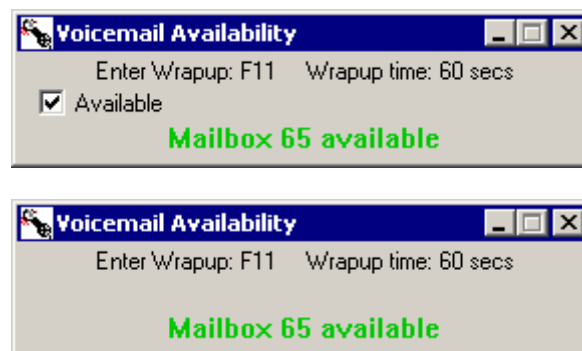 Voicemail Availability
Enter Wrapup: F11 Wrapup time: 60 secs
Available
Mailbox 65 available
Voicemail Availability
Enter Wrapup: F11 Wrapup time: 60 secs
Mailbox 65 available